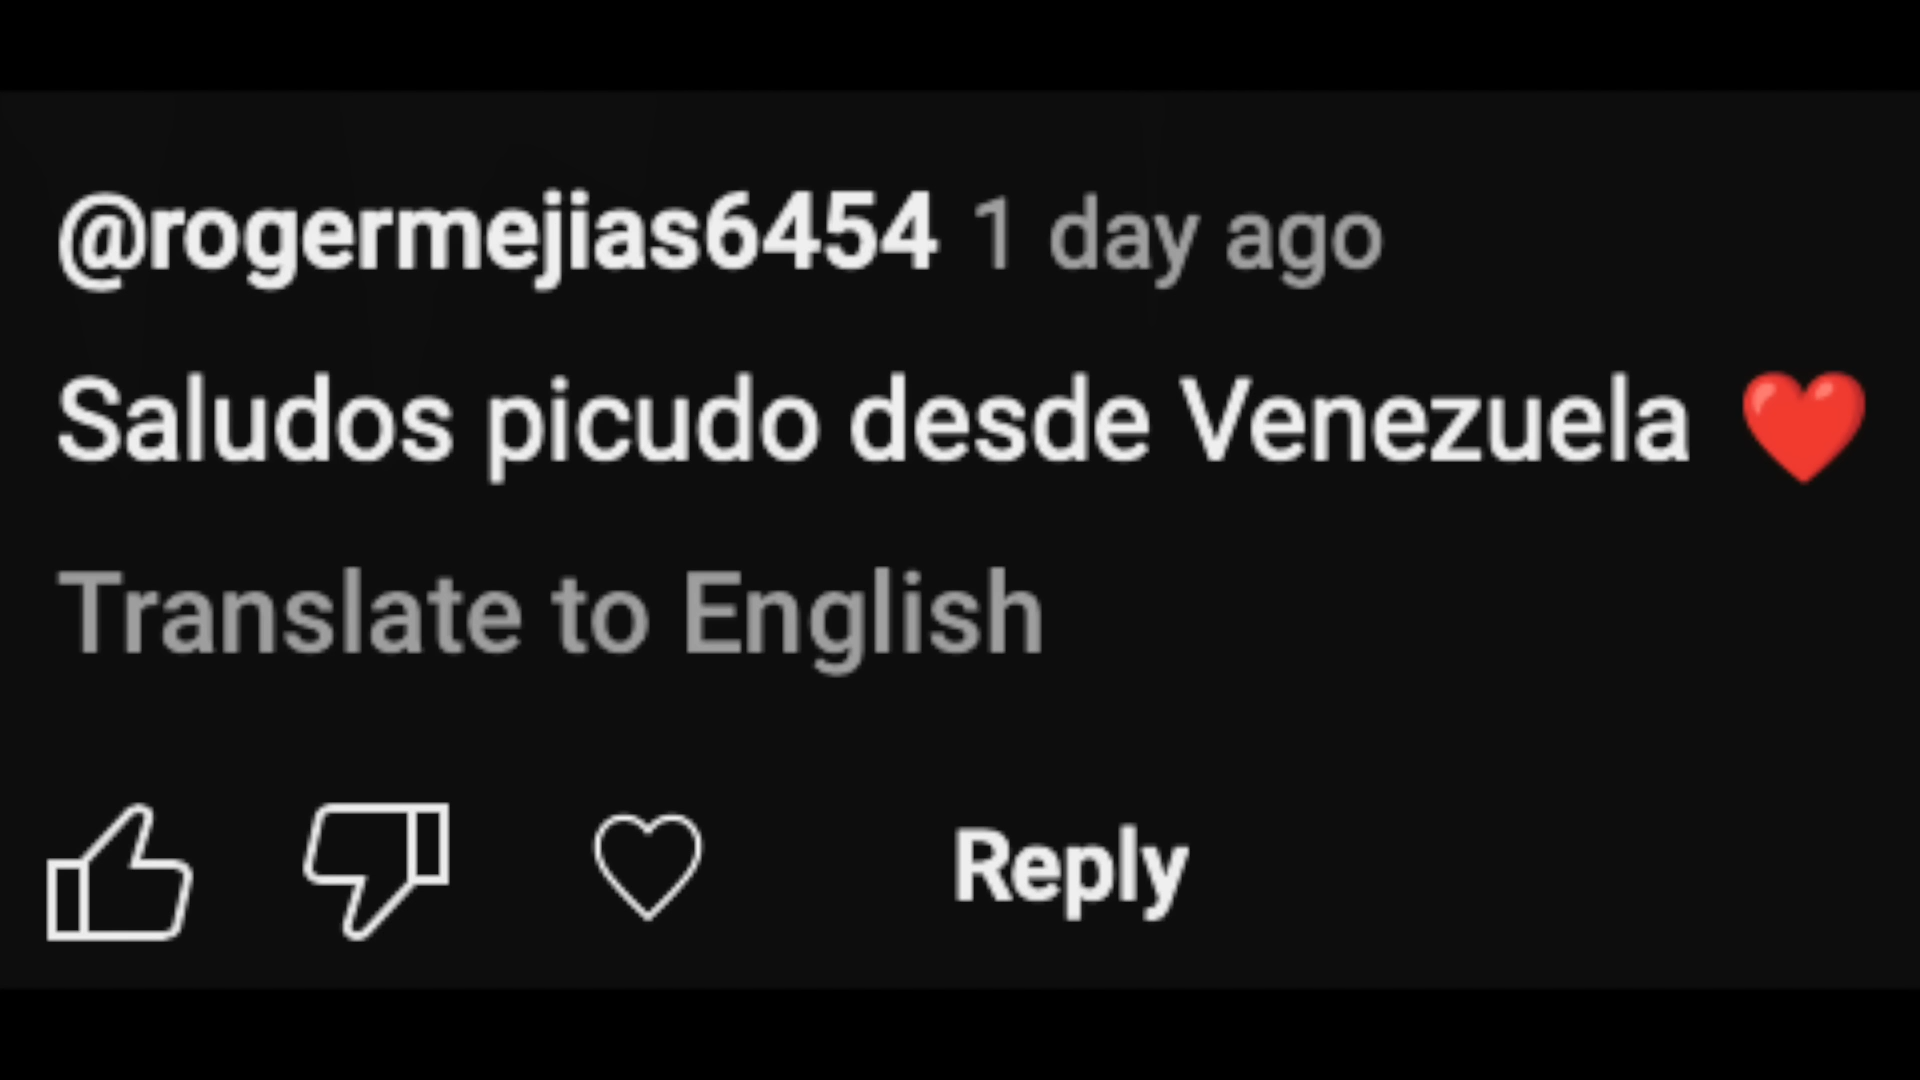 @rogermejias6454 1 day ago
Saludos picudo desde Venezuela ❤️
Translate to English
Reply